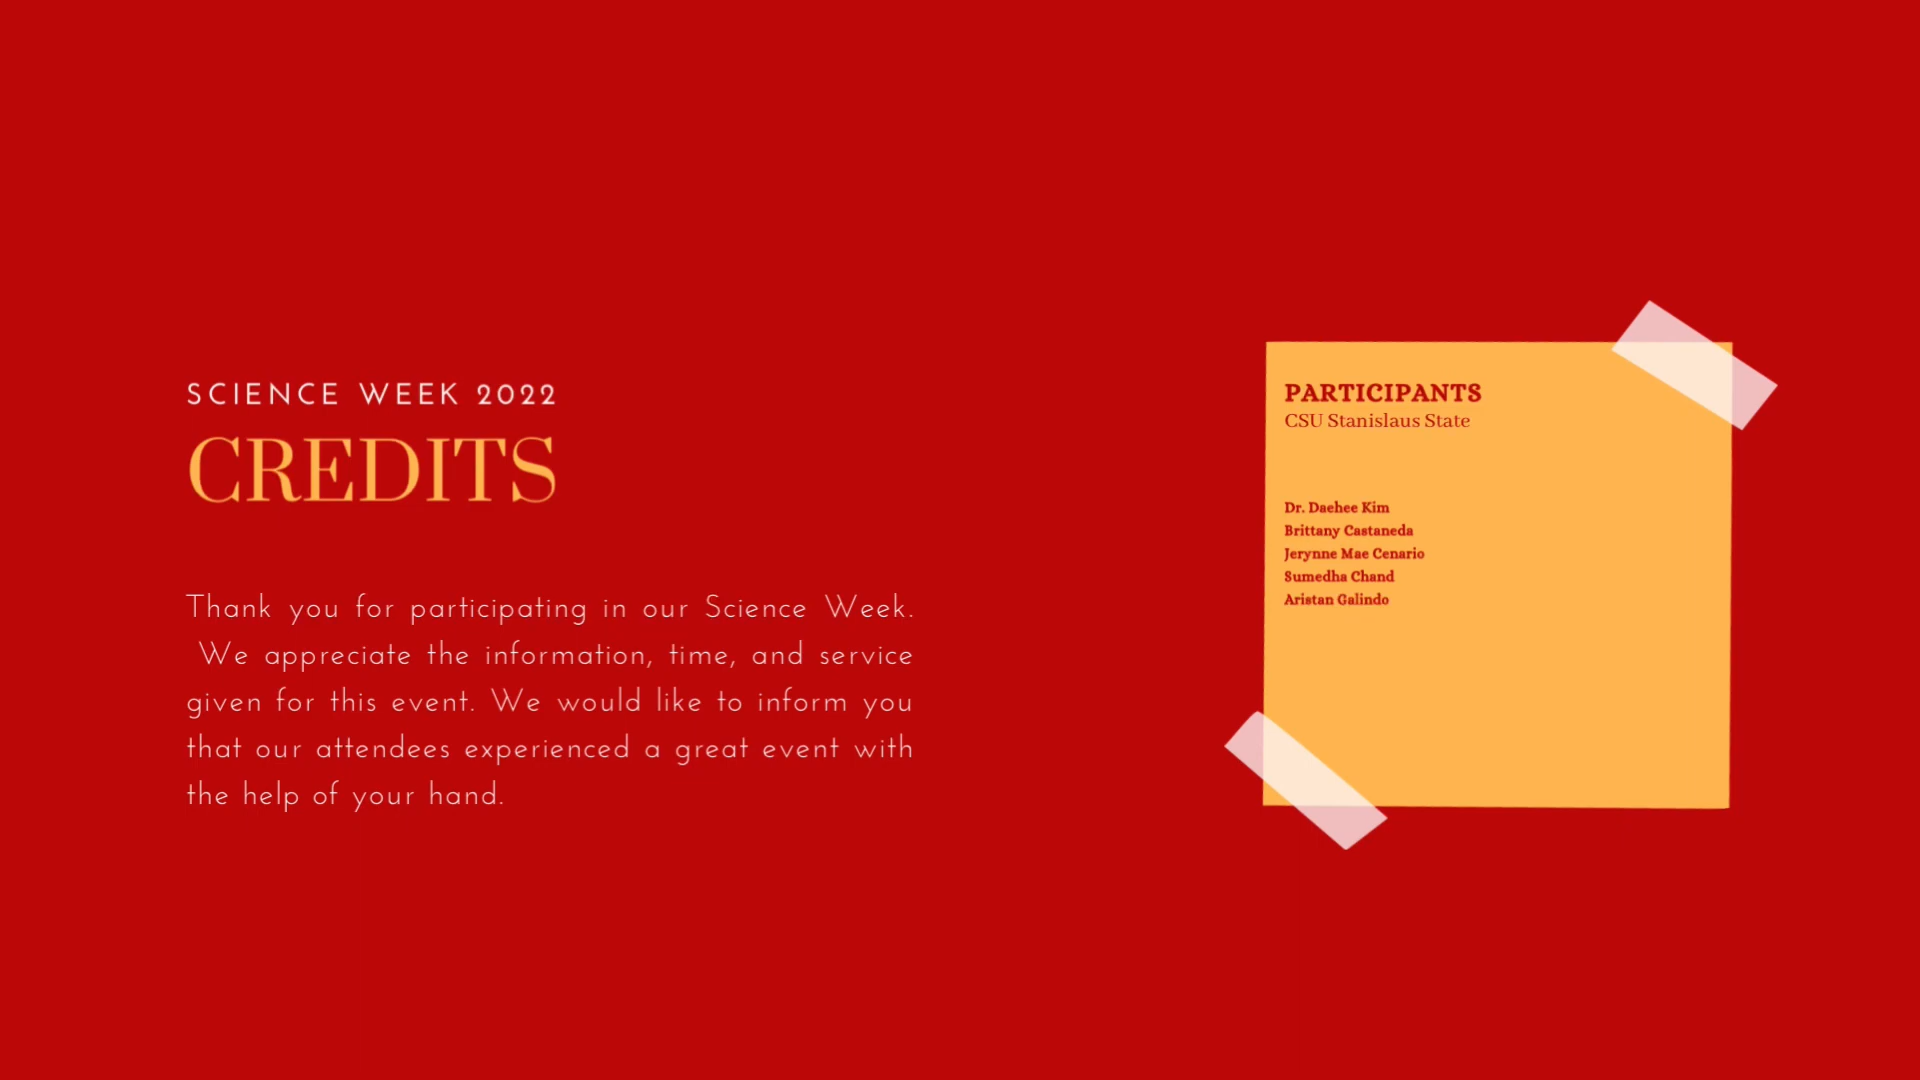 SCIENCE WEEK 2022
CREDITS
Thank you for participating in our Science Week.
We appreciate the information, time, and service
given for this event. We would like to inform you
that our attendees experienced a great event with
the help of your hand.
PARTICIPANTS
CSU Stanislaus State
Dr. Daehee Kim
Brittany Castaneda
Jerynne Mae Cenario
Sumedha Chand
Aristan Galindo